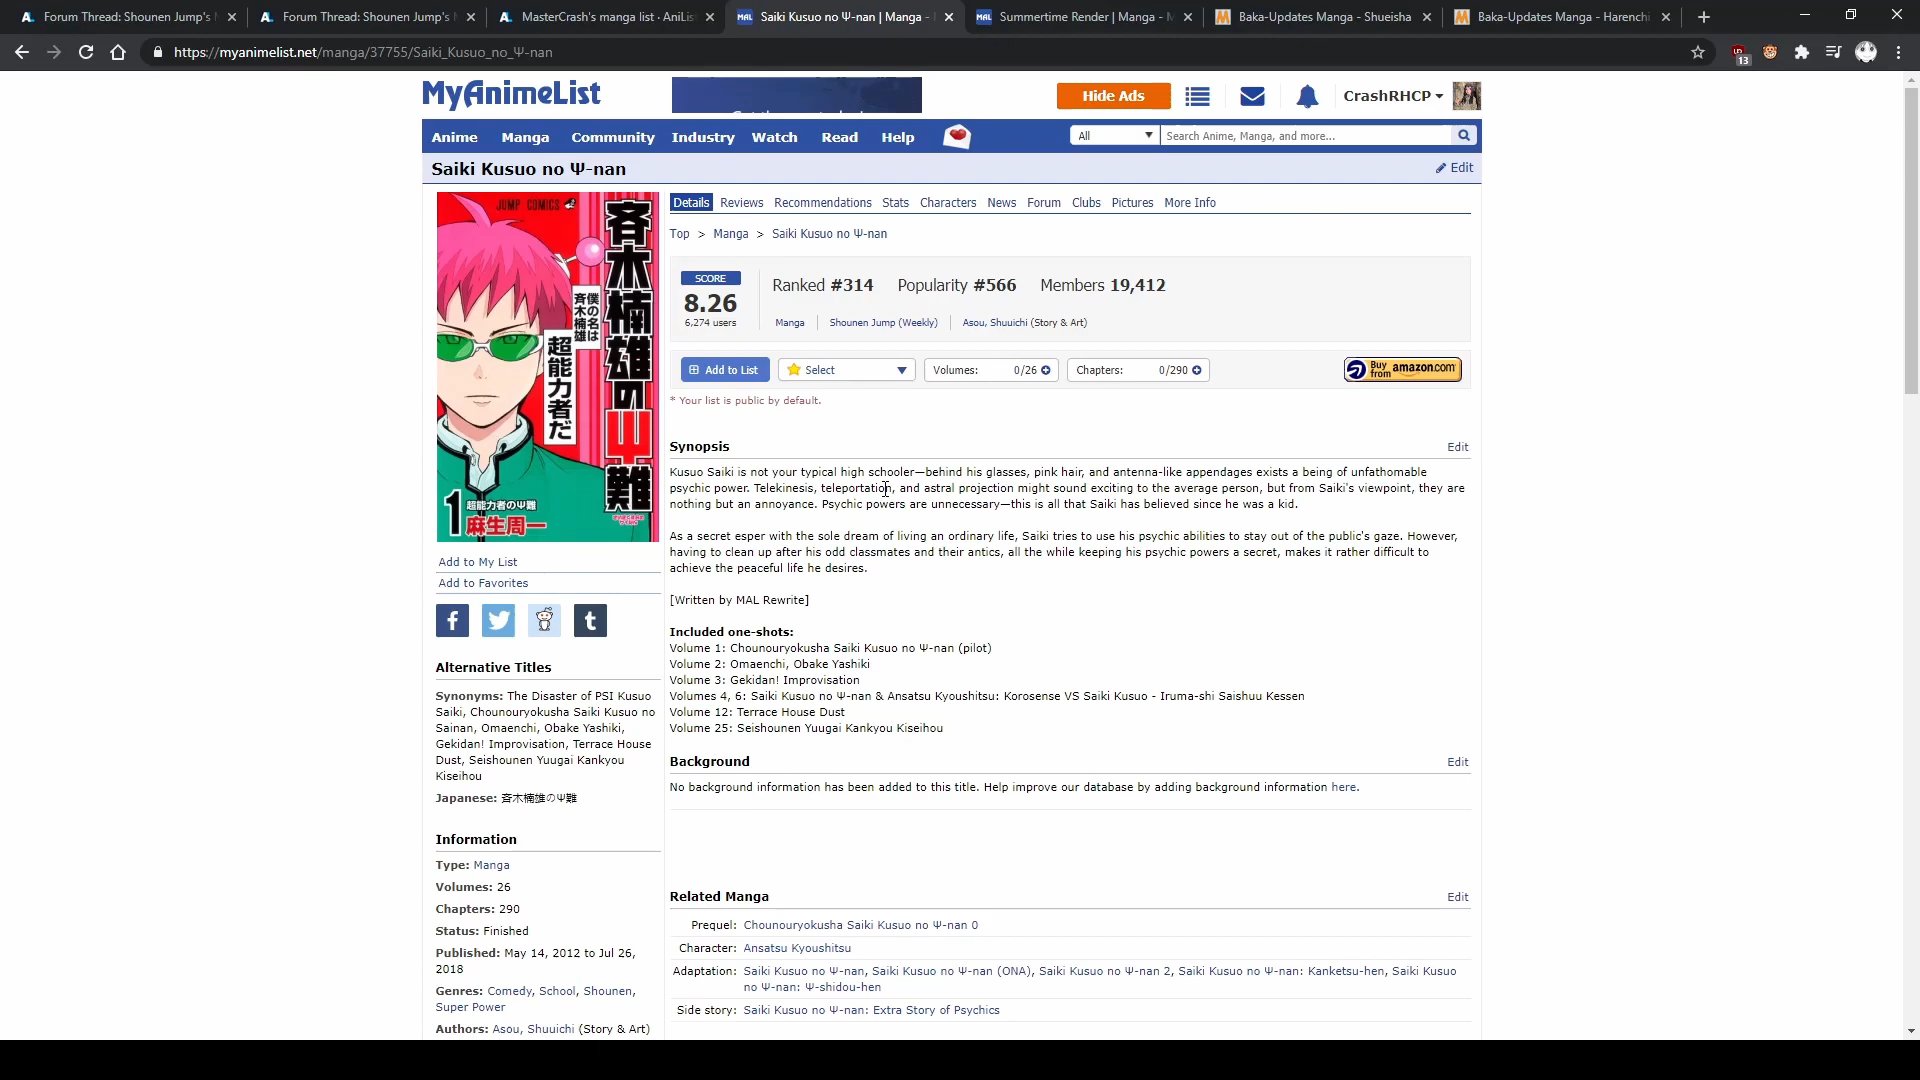 Forum Thread: Shounen Jump's
Forum Thread: Shounen Jump's
MasterCrash's manga list · AniList
MAL Saiki Kusuo no Ψ-nan | Manga -
MAL Summertime Render | Manga - M
Baka-Updates Manga - Shueisha
Baka-Updates Manga - Harenchi
https://myanimelist.net/manga/37755/Saiki_Kusuo_no_Ψ-nan
13
MyAnimeList
Hide Ads
CrashRHCP
Anime Manga Community Industry Watch Read Help
All
Search Anime, Manga, and more...
Saiki Kusuo no Ψ-nan
Edit
JUMP COMICS
斉木楠雄のΨ難
僕の名は
斉木楠雄
超能力者だ
1
超能力者のΨ難
麻生周一
Details Reviews Recommendations Stats Characters News Forum Clubs Pictures More Info
Top > Manga > Saiki Kusuo no Ψ-nan
SCORE
8.26
6,274 users
Ranked #314 Popularity #566 Members 19,412
Manga Shounen Jump (Weekly) Asou, Shuuichi (Story & Art)
Add to List
Select
Volumes: 0/26
Chapters: 0/290
Buy from amazon.com
* Your list is public by default.
Synopsis
Edit
Kusuo Saiki is not your typical high schooler—behind his glasses, pink hair, and antenna-like appendages exists a being of unfathomable
psychic power. Telekinesis, teleportation, and astral projection might sound exciting to the average person, but from Saiki's viewpoint, they are
nothing but an annoyance. Psychic powers are unnecessary—this is all that Saiki has believed since he was a kid.
As a secret esper with the sole dream of living an ordinary life, Saiki tries to use his psychic abilities to stay out of the public's gaze. However,
having to clean up after his odd classmates and their antics, all the while keeping his psychic powers a secret, makes it rather difficult to
achieve the peaceful life he desires.
[Written by MAL Rewrite]
Included one-shots:
Volume 1: Chounouryokusha Saiki Kusuo no Ψ-nan (pilot)
Volume 2: Omaenchi, Obake Yashiki
Volume 3: Gekidan! Improvisation
Volumes 4, 6: Saiki Kusuo no Ψ-nan & Ansatsu Kyoushitsu: Korosense VS Saiki Kusuo - Iruma-shi Saishuu Kessen
Volume 12: Terrace House Dust
Volume 25: Seishounen Yuugai Kankyou Kiseihou
Background
Edit
No background information has been added to this title. Help improve our database by adding background information here.
Related Manga
Edit
Prequel: Chounouryokusha Saiki Kusuo no Ψ-nan 0
Character: Ansatsu Kyoushitsu
Adaptation: Saiki Kusuo no Ψ-nan, Saiki Kusuo no Ψ-nan (ONA), Saiki Kusuo no Ψ-nan 2, Saiki Kusuo no Ψ-nan: Kanketsu-hen, Saiki Kusuo
no Ψ-nan: Ψ-shidou-hen
Side story: Saiki Kusuo no Ψ-nan: Extra Story of Psychics
Add to My List
Add to Favorites
Alternative Titles
Synonyms: The Disaster of PSI Kusuo
Saiki, Chounouryokusha Saiki Kusuo no
Sainan, Omaenchi, Obake Yashiki,
Gekidan! Improvisation, Terrace House
Dust, Seishounen Yuugai Kankyou
Kiseihou
Japanese: 斉木楠雄のΨ難
Information
Type: Manga
Volumes: 26
Chapters: 290
Status: Finished
Published: May 14, 2012 to Jul 26,
2018
Genres: Comedy, School, Shounen,
Super Power
Authors: Asou, Shuuichi (Story & Art)